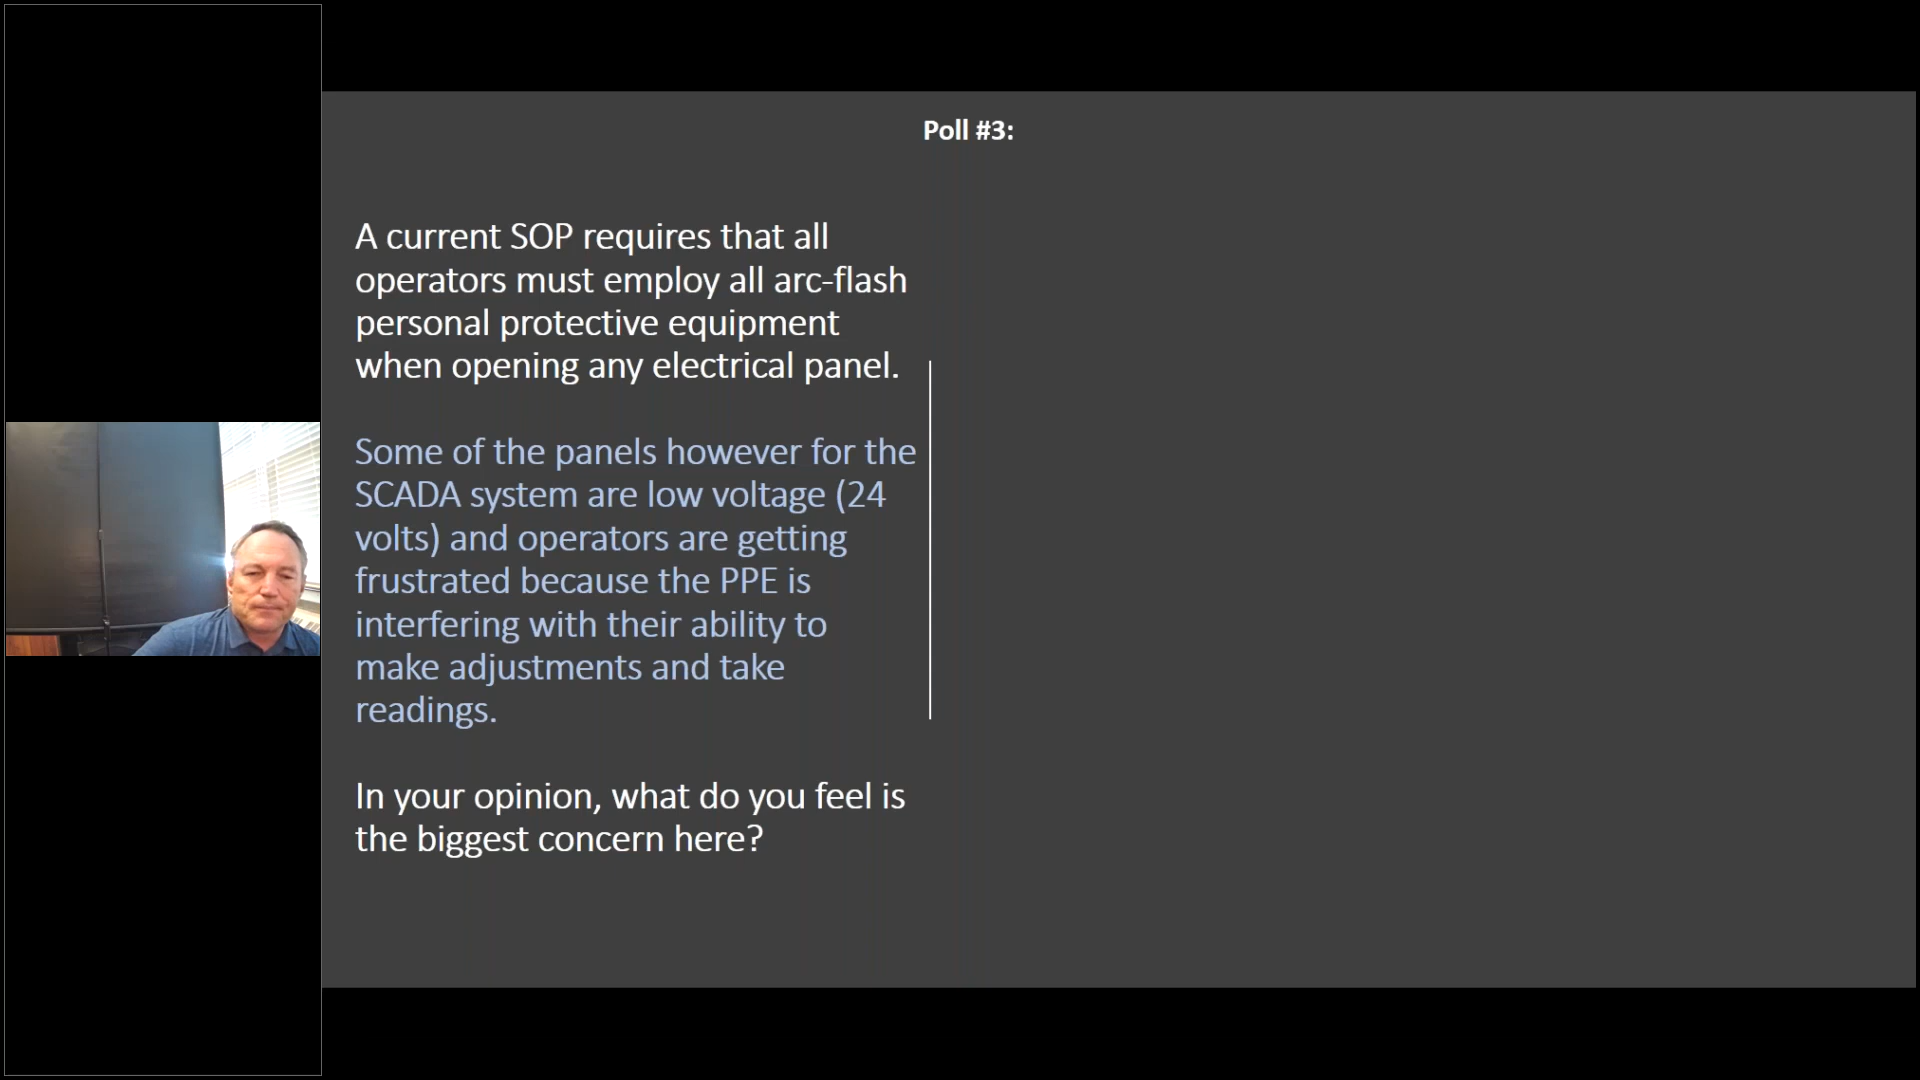 Poll #3:
A current SOP requires that all
operators must employ all arc-flash
personal protective equipment
when opening any electrical panel.
Some of the panels however for the
SCADA system are low voltage (24
volts) and operators are getting
frustrated because the PPE is
interfering with their ability to
make adjustments and take
readings.
In your opinion, what do you feel is
the biggest concern here?